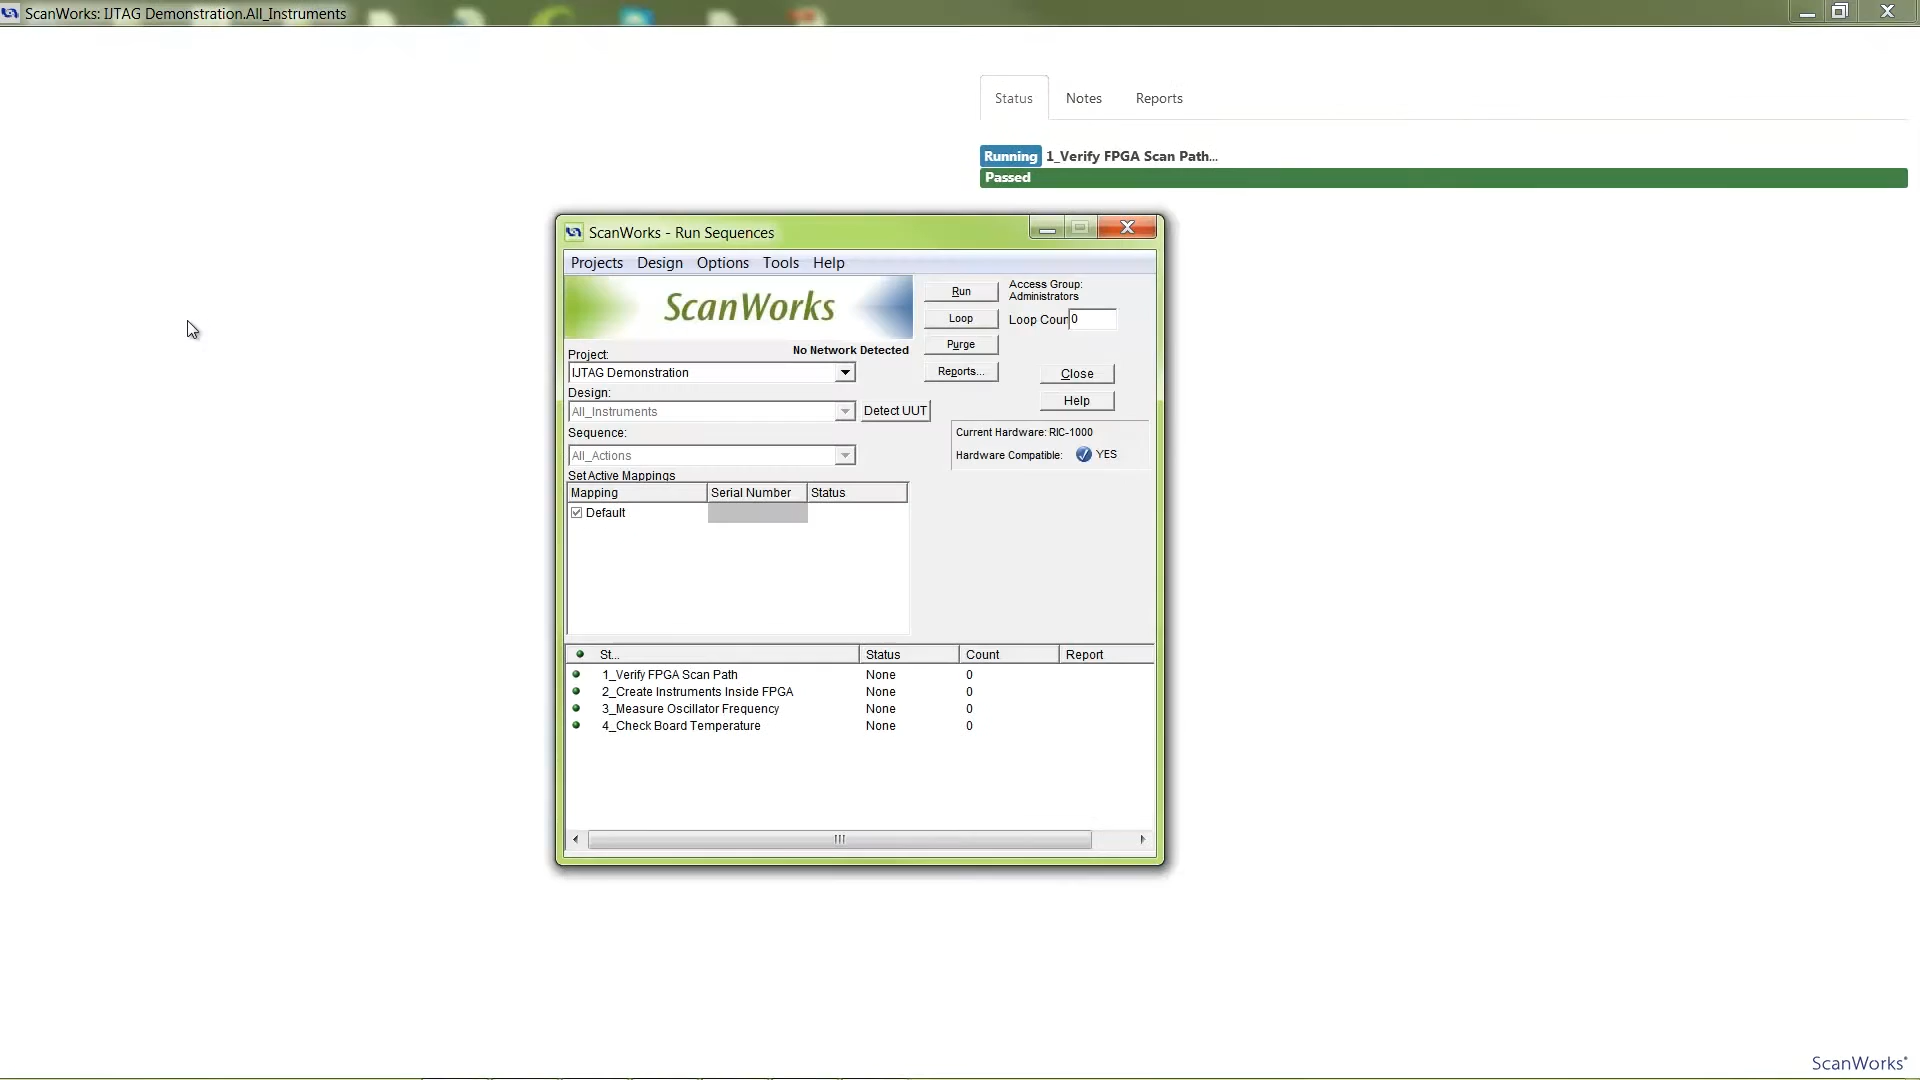 ScanWorks: IJTAG Demonstration.All_Instruments
Status Notes Reports
Running 1_Verify FPGA Scan Path...
Passed
ScanWorks - Run Sequences
Projects Design Options Tools Help
ScanWorks
No Network Detected
Run
Loop
Purge
Reports...
Access Group:
Administrators
Loop Coun 0
Close
Help
Project:
IJTAG Demonstration
Design:
All_Instruments
Detect UUT
Sequence:
All_Actions
Current Hardware: RIC-1000
Hardware Compatible: YES
Set Active Mappings
Mapping Serial Number Status
Default
St... Status Count Report
1_Verify FPGA Scan Path None 0
2_Create Instruments Inside FPGA None 0
3_Measure Oscillator Frequency None 0
4_Check Board Temperature None 0
ScanWorks®